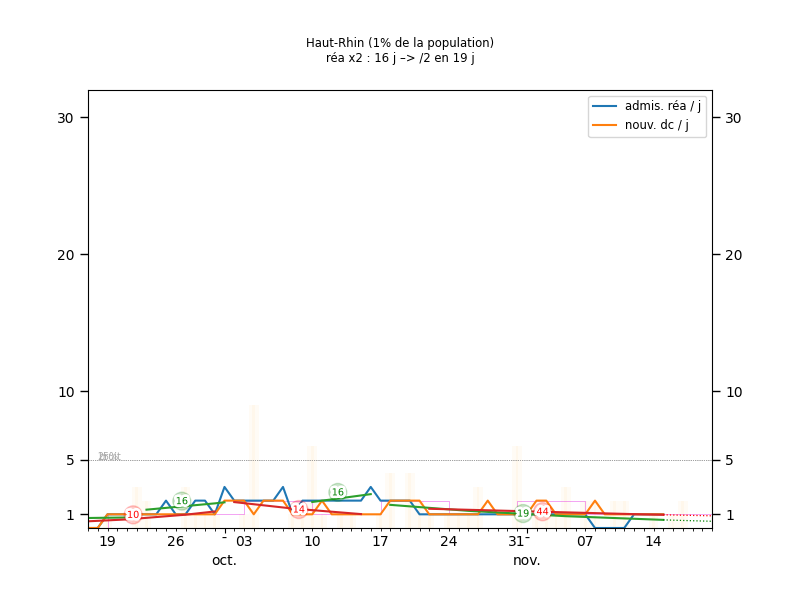 Haut-Rhin (1% de la population)
réa x2 : 16 j –> /2 en 19 j
admis. réa / j
nouv. dc / j
30 30
20 20
10 10
5 5
1 1
16 16
10 14 19 44
19 26 03 10 17 24 31 07 14
oct. nov.